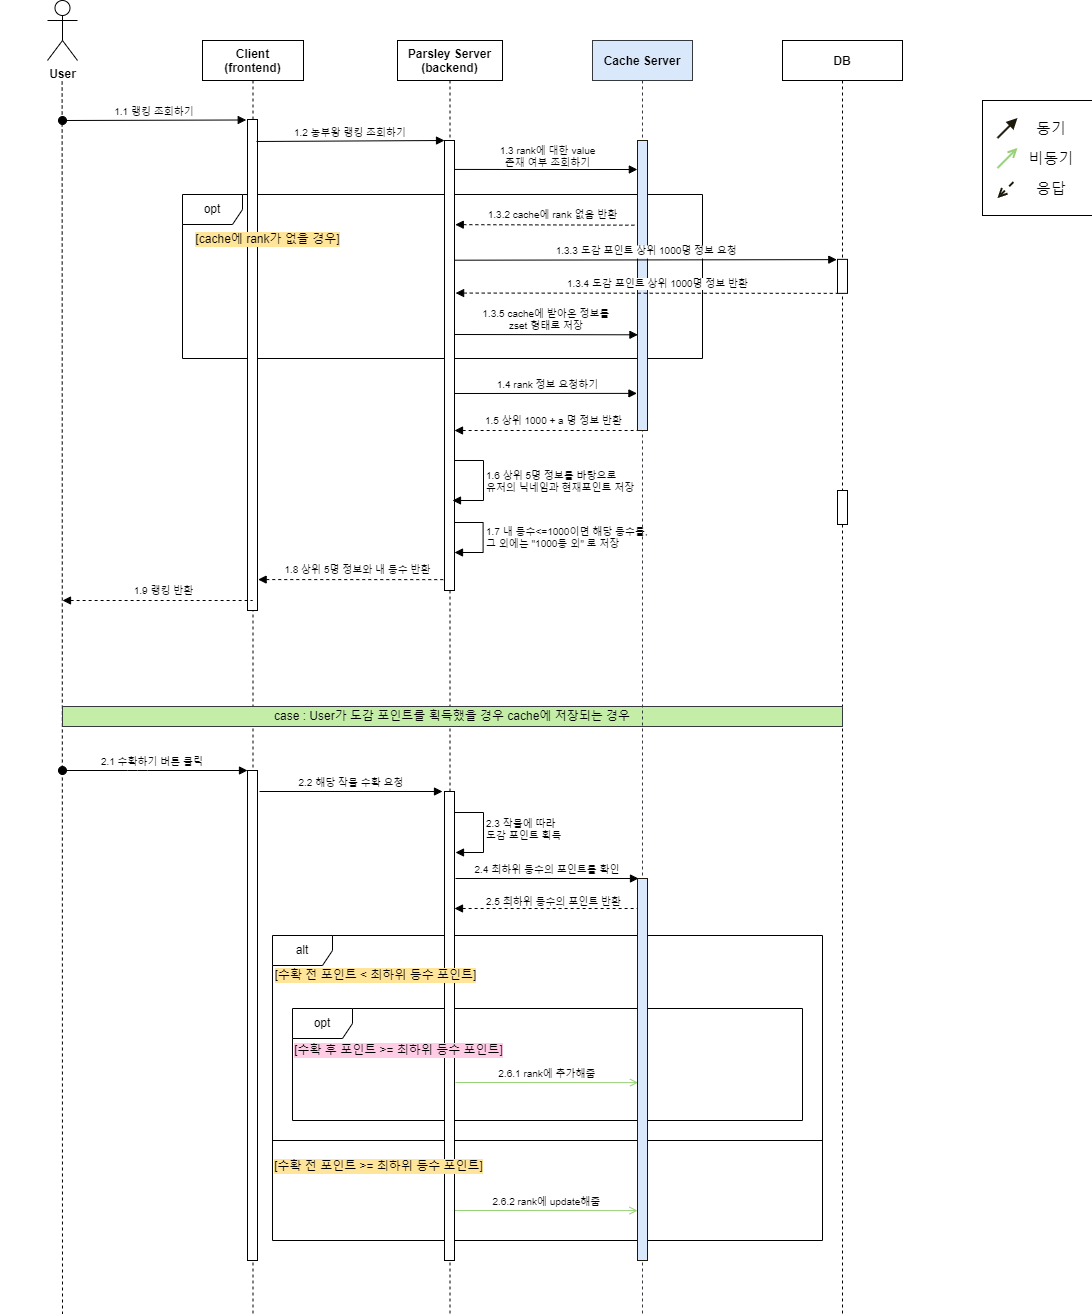 User
Client
(frontend)
Parsley Server
(backend)
Cache Server
DB
동기
비동기
응답
1.1 랭킹 조회하기
1.2 농부왕 랭킹 조회하기
1.3 rank에 대한 value
존재 여부 조회하기
opt
1.3.2 cache에 rank 없음 반환
[cache에 rank가 없을 경우]
1.3.3 도감 포인트 상위 1000명 정보 요청
1.3.4 도감 포인트 상위 1000명 정보 반환
1.3.5 cache에 받아온 정보를
zset 형태로 저장
1.4 rank 정보 요청하기
1.5 상위 1000 + a 명 정보 반환
1.6 상위 5명 정보를 바탕으로
유저의 닉네임과 현재포인트 저장
1.7 내 등수<=1000이면 해당 등수를,
그 외에는 "1000등 외" 로 저장
1.8 상위 5명 정보와 내 등수 반환
1.9 랭킹 반환
case : User가 도감 포인트를 획득했을 경우 cache에 저장되는 경우
2.1 수확하기 버튼 클릭
2.2 해당 작물 수확 요청
2.3 작물에 따라
도감 포인트 획득
2.4 최하위 등수의 포인트를 확인
2.5 최하위 등수의 포인트 반환
alt
[수확 전 포인트 < 최하위 등수 포인트]
opt
[수확 후 포인트 >= 최하위 등수 포인트]
2.6.1 rank에 추가해줌
[수확 전 포인트 >= 최하위 등수 포인트]
2.6.2 rank에 update해줌